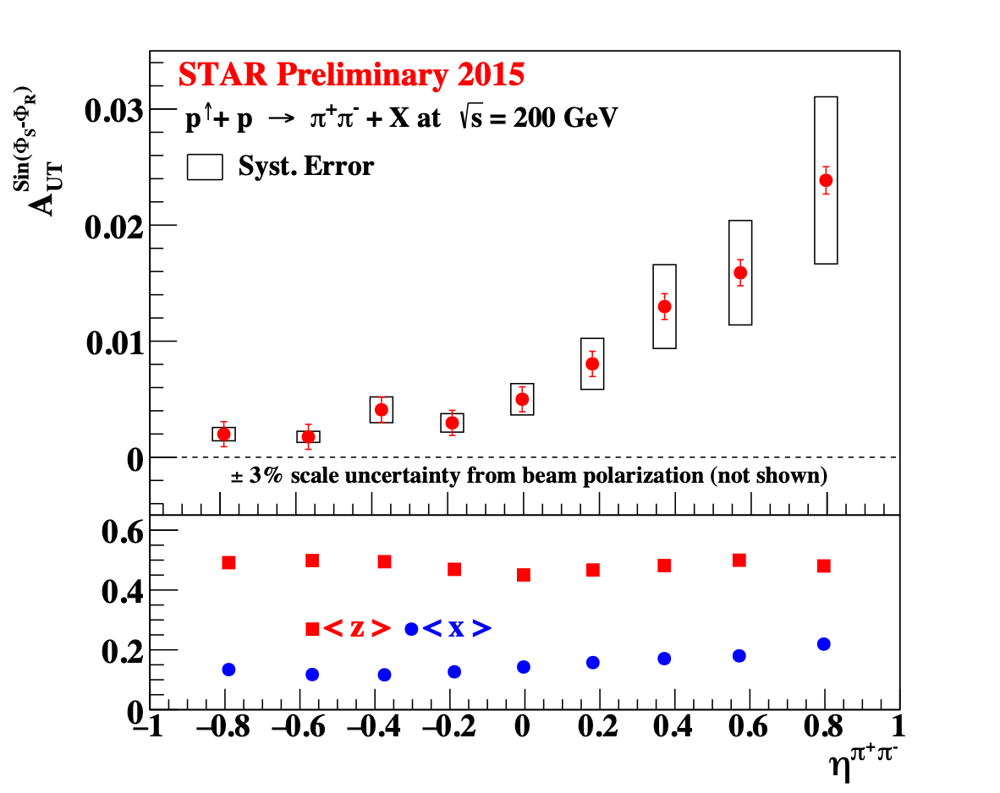 STAR Preliminary 2015
p↑+ p → π⁺π⁻ + X at √s = 200 GeV
Syst. Error
A_UT^Sin(Φ_S-Φ_R)
0.03
0.02
0.01
0
± 3% scale uncertainty from beam polarization (not shown)
0.6
0.4
0.2
0
< z > < x >
−1 −0.8 −0.6 −0.4 −0.2 0 0.2 0.4 0.6 0.8 1
η^π⁺π⁻